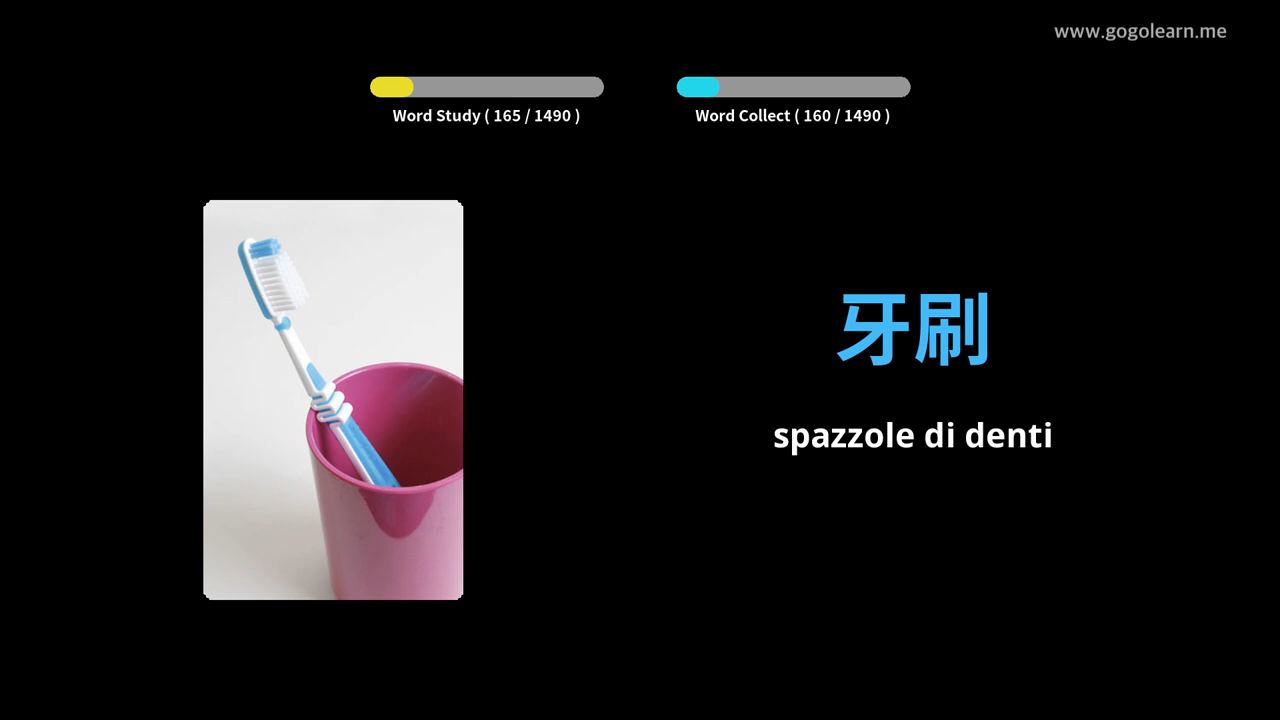 www.gogolearn.me
Word Study ( 165 / 1490 )
Word Collect ( 160 / 1490 )
牙刷
spazzole di denti